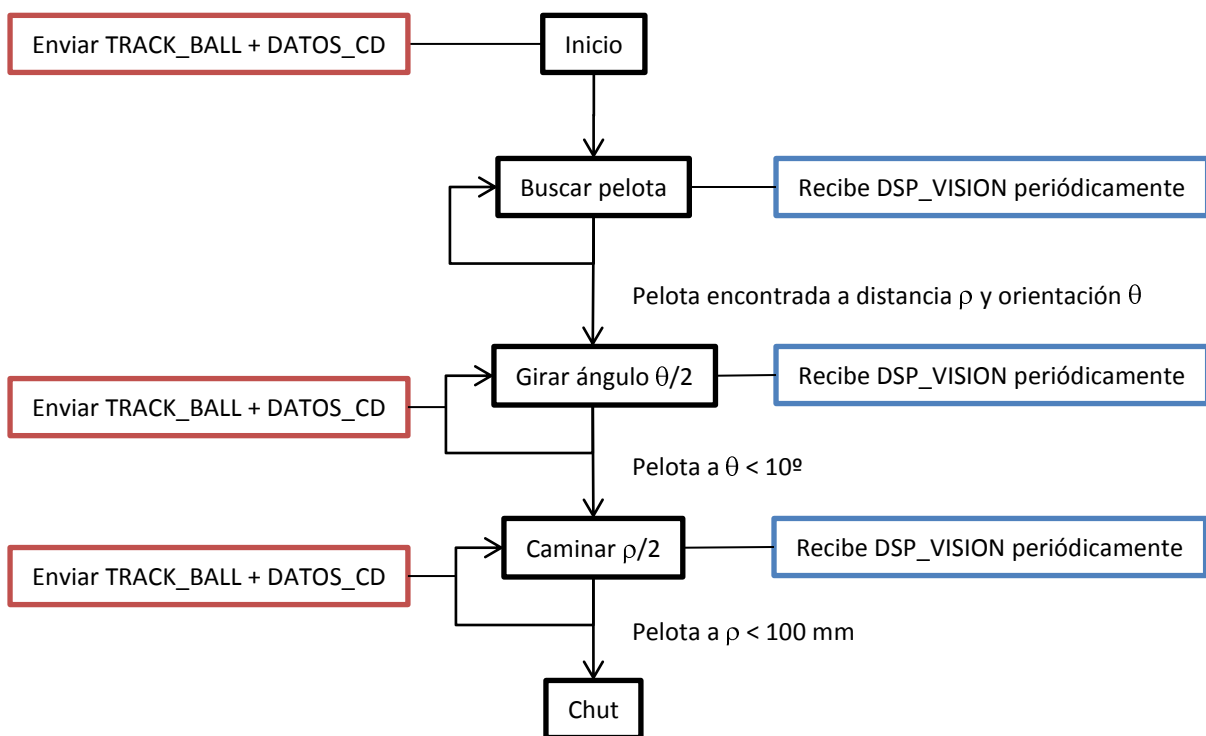 Enviar TRACK_BALL + DATOS_CD
Inicio
Buscar pelota
Recibe DSP_VISION periódicamente
Pelota encontrada a distancia ρ y orientación θ
Girar ángulo θ/2
Recibe DSP_VISION periódicamente
Enviar TRACK_BALL + DATOS_CD
Pelota a θ < 10º
Caminar ρ/2
Recibe DSP_VISION periódicamente
Enviar TRACK_BALL + DATOS_CD
Pelota a ρ < 100 mm
Chut